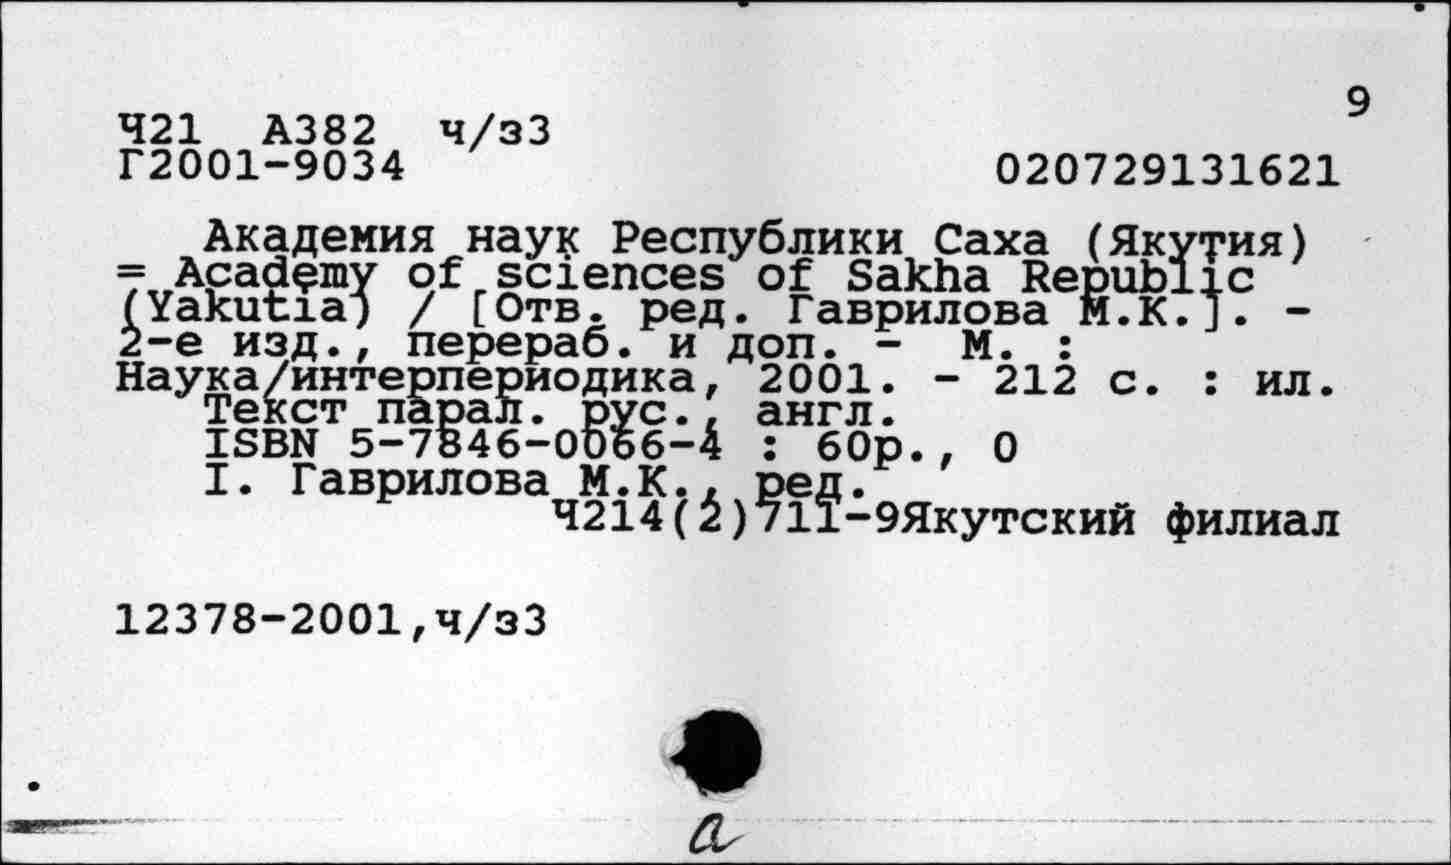 9
Ч21 А382 ч/з3
Г2001-9034 020729131621
Академия наук Республики Саха (Якутия)
= Academy of sciences of Sakha Republic
(Yakutia) / [Отв. ред. Гаврилова М.К.]. -
2-е изд., перераб. и доп. - М. :
Наука/интерпериодика, 2001. - 212 с. : ил.
Текст парал. рус., англ.
ISBN 5-7846-0066-4 : 60р., 0
I. Гаврилова М.К., ред.
Ч214(2)711-9Якутский филиал
12378-2001,ч/з3
а